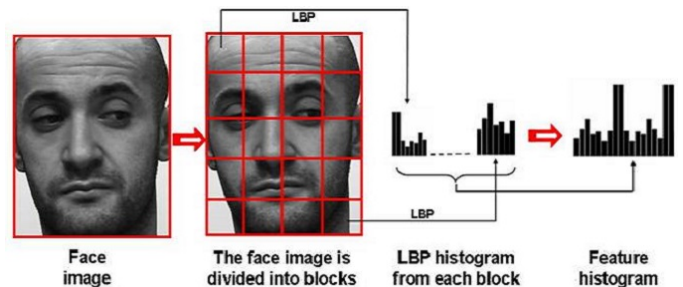 LBP
LBP
Face
image
The face image is
divided into blocks
LBP histogram
from each block
Feature
histogram